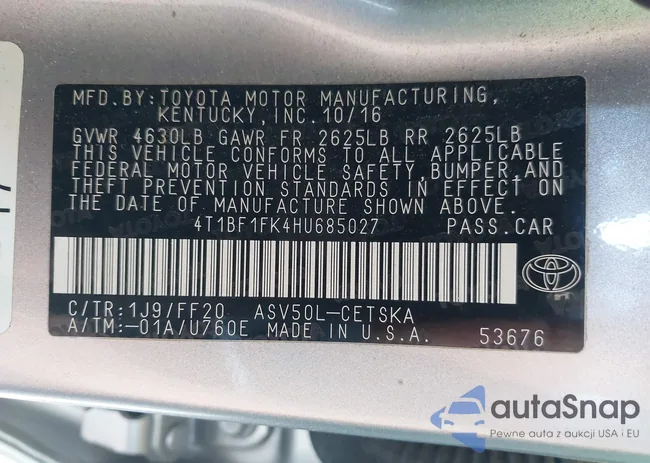 MFD.BY:TOYOTA MOTOR MANUFACTURING,
KENTUCKY,INC.10/16
GVWR 4630LB GAWR FR 2625LB RR 2625LB
THIS VEHICLE CONFORMS TO ALL APPLICABLE
FEDERAL MOTOR VEHICLE SAFETY,BUMPER,AND
THEFT PREVENTION STANDARDS IN EFFECT ON
THE DATE OF MANUFACTURE SHOWN ABOVE.
4T1BF1FK4HU685027 PASS.CAR
C/TR:1J9/FF20 ASV50L-CETSKA
A/TM:-01A/U760E MADE IN U.S.A. 53676
autaSnap
Pewne auta z aukcji USA i EU